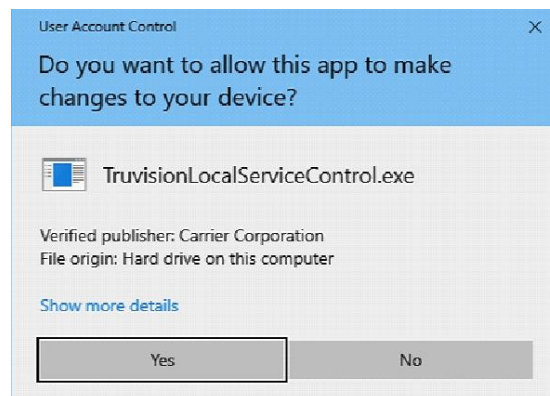 User Account Control
Do you want to allow this app to make
changes to your device?
TruvisionLocalServiceControl.exe
Verified publisher: Carrier Corporation
File origin: Hard drive on this computer
Show more details
Yes
No